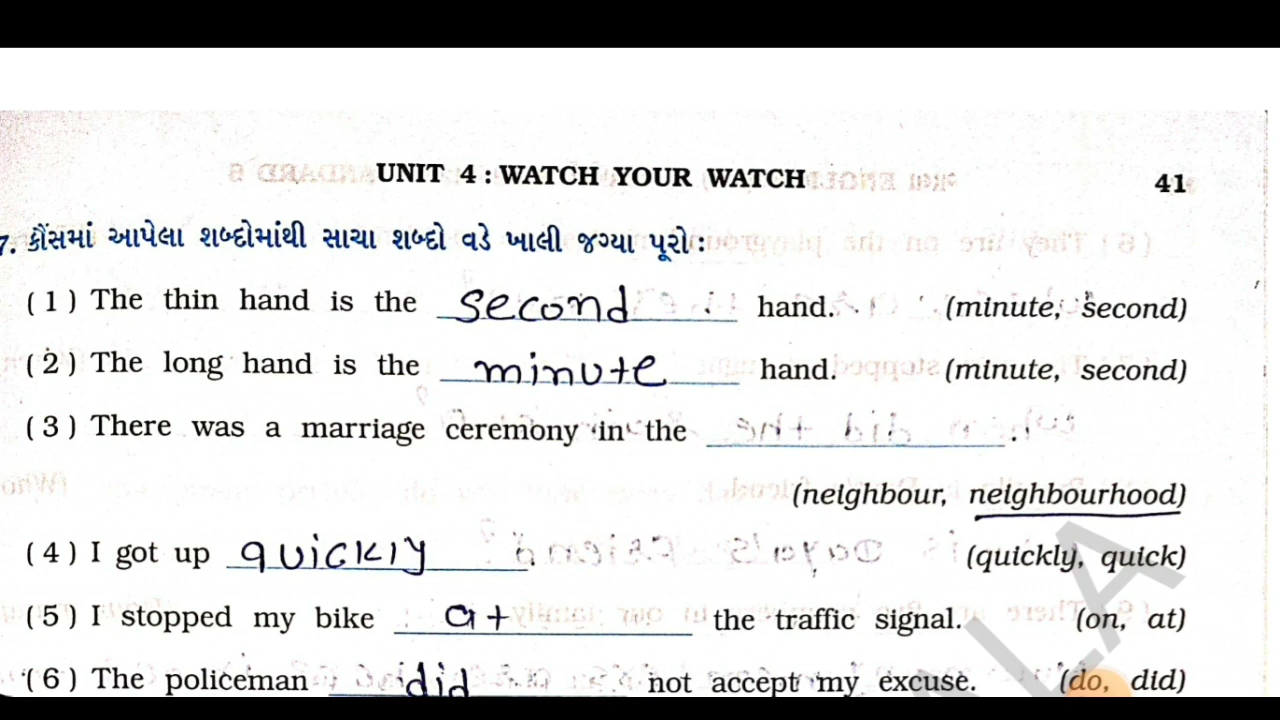 UNIT 4 : WATCH YOUR WATCH 41
7. કૌંસમાં આપેલા શબ્દોમાંથી સાચા શબ્દો વડે ખાલી જગ્યા પૂરો:
(1) The thin hand is the second hand. (minute, second)
(2) The long hand is the minute hand. (minute, second)
(3) There was a marriage ceremony in the ______.
(neighbour, neighbourhood)
(4) I got up quickly. (quickly, quick)
(5) I stopped my bike at the traffic signal. (on, at)
(6) The policeman did not accept my excuse. (do, did)